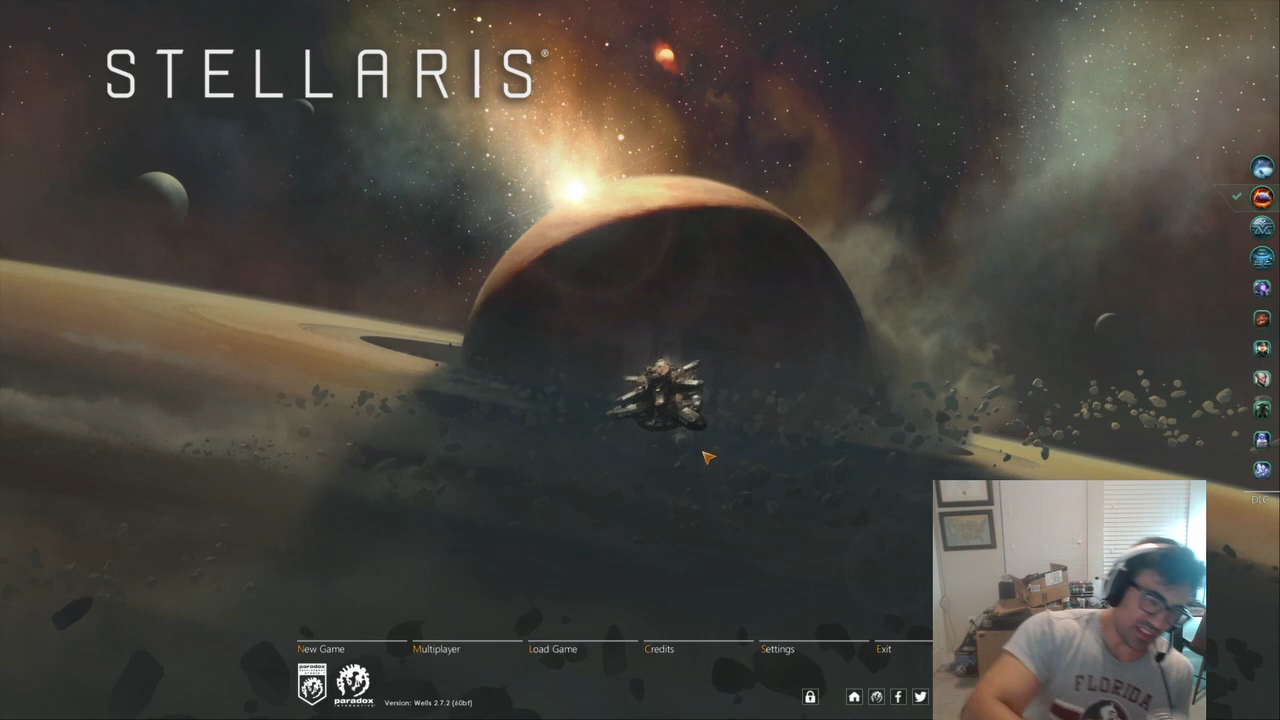 STELLARIS®
DLC
New Game
Multiplayer
Load Game
Credits
Settings
Exit
paradox
paradox
INTERACTIVE
Version: Wells 2.7.2 (60bf)
FLORIDA